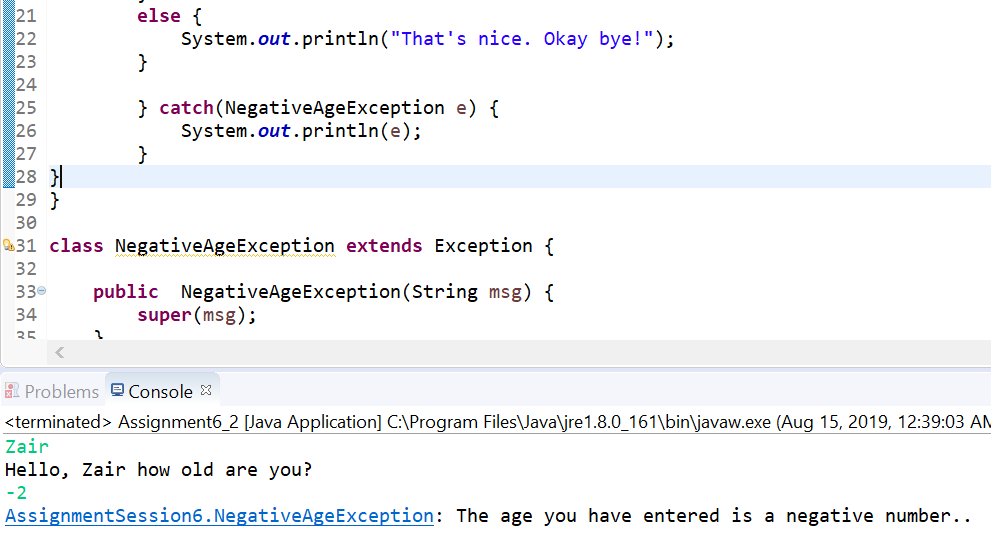 21 else {
22 System.out.println("That's nice. Okay bye!");
23 }
24
25 } catch(NegativeAgeException e) {
26 System.out.println(e);
27 }
28 }
29 }
30
31 class NegativeAgeException extends Exception {
32
33 public  NegativeAgeException(String msg) {
34 super(msg);
35 }
Problems Console
<terminated> Assignment6_2 [Java Application] C:\Program Files\Java\jre1.8.0_161\bin\javaw.exe (Aug 15, 2019, 12:39:03 AM
Zair
Hello, Zair how old are you?
-2
AssignmentSession6.NegativeAgeException: The age you have entered is a negative number..